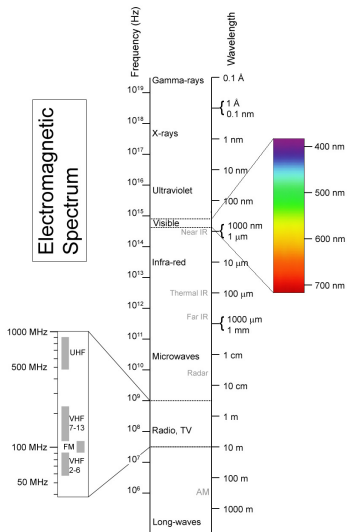 Electromagnetic
Spectrum
Frequency (Hz)
Wavelength
Gamma-rays
0.1 Å
10¹⁹
1 Å
0.1 nm
10¹⁸
X-rays
1 nm
10¹⁷
10 nm
10¹⁶
Ultraviolet
100 nm
10¹⁵
Visible
1000 nm
Near IR
1 µm
10¹⁴
Infra-red
10 µm
10¹³
Thermal IR
100 µm
10¹²
Far IR
1000 µm
1 mm
10¹¹
Microwaves
1 cm
10¹⁰
Radar
10 cm
10⁹
1 m
10⁸
Radio, TV
10 m
10⁷
100 m
10⁶
AM
1000 m
Long-waves
400 nm
500 nm
600 nm
700 nm
1000 MHz
UHF
500 MHz
VHF
7-13
100 MHz
FM
VHF
2-6
50 MHz